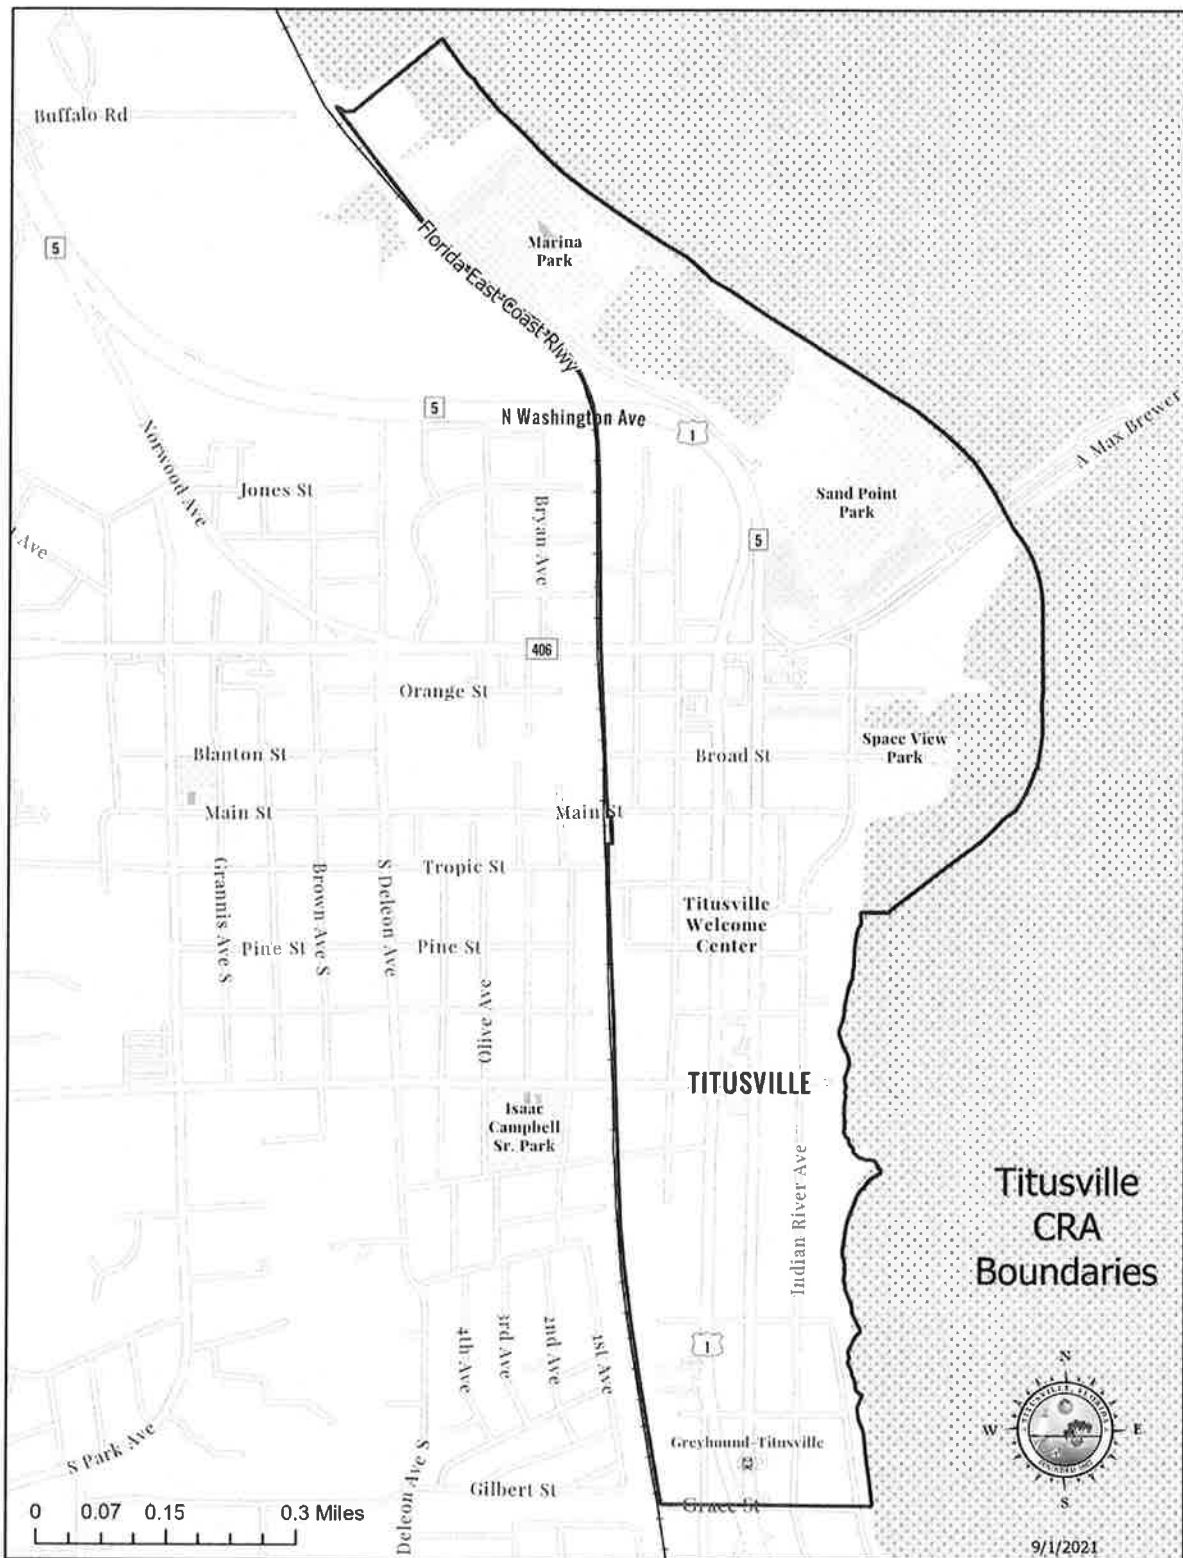 Buffalo Rd
5
Marina
Park
Florida East Coast Rlwy
5
N Washington Ave
1
A Max Brewer
Norwood Ave
Jones St
Bryan Ave
Sand Point
Park
5
Ave
406
Orange St
Blanton St
Broad St
Space View
Park
Main St
Main St
Grannis Ave S
Brown Ave S
S Deleon Ave
Tropic St
Titusville
Welcome
Center
Pine St
Pine St
Olive Ave
TITUSVILLE
Isaac
Campbell
Sr. Park
Indian River Ave
Titusville
CRA
Boundaries
4th Ave
3rd Ave
2nd Ave
1st Ave
1
N
W
E
S
TITUSVILLE, FLORIDA
S Park Ave
Deleon Ave S
Greyhound-Titusville
Gilbert St
Grace St
0 0.07 0.15 0.3 Miles
9/1/2021